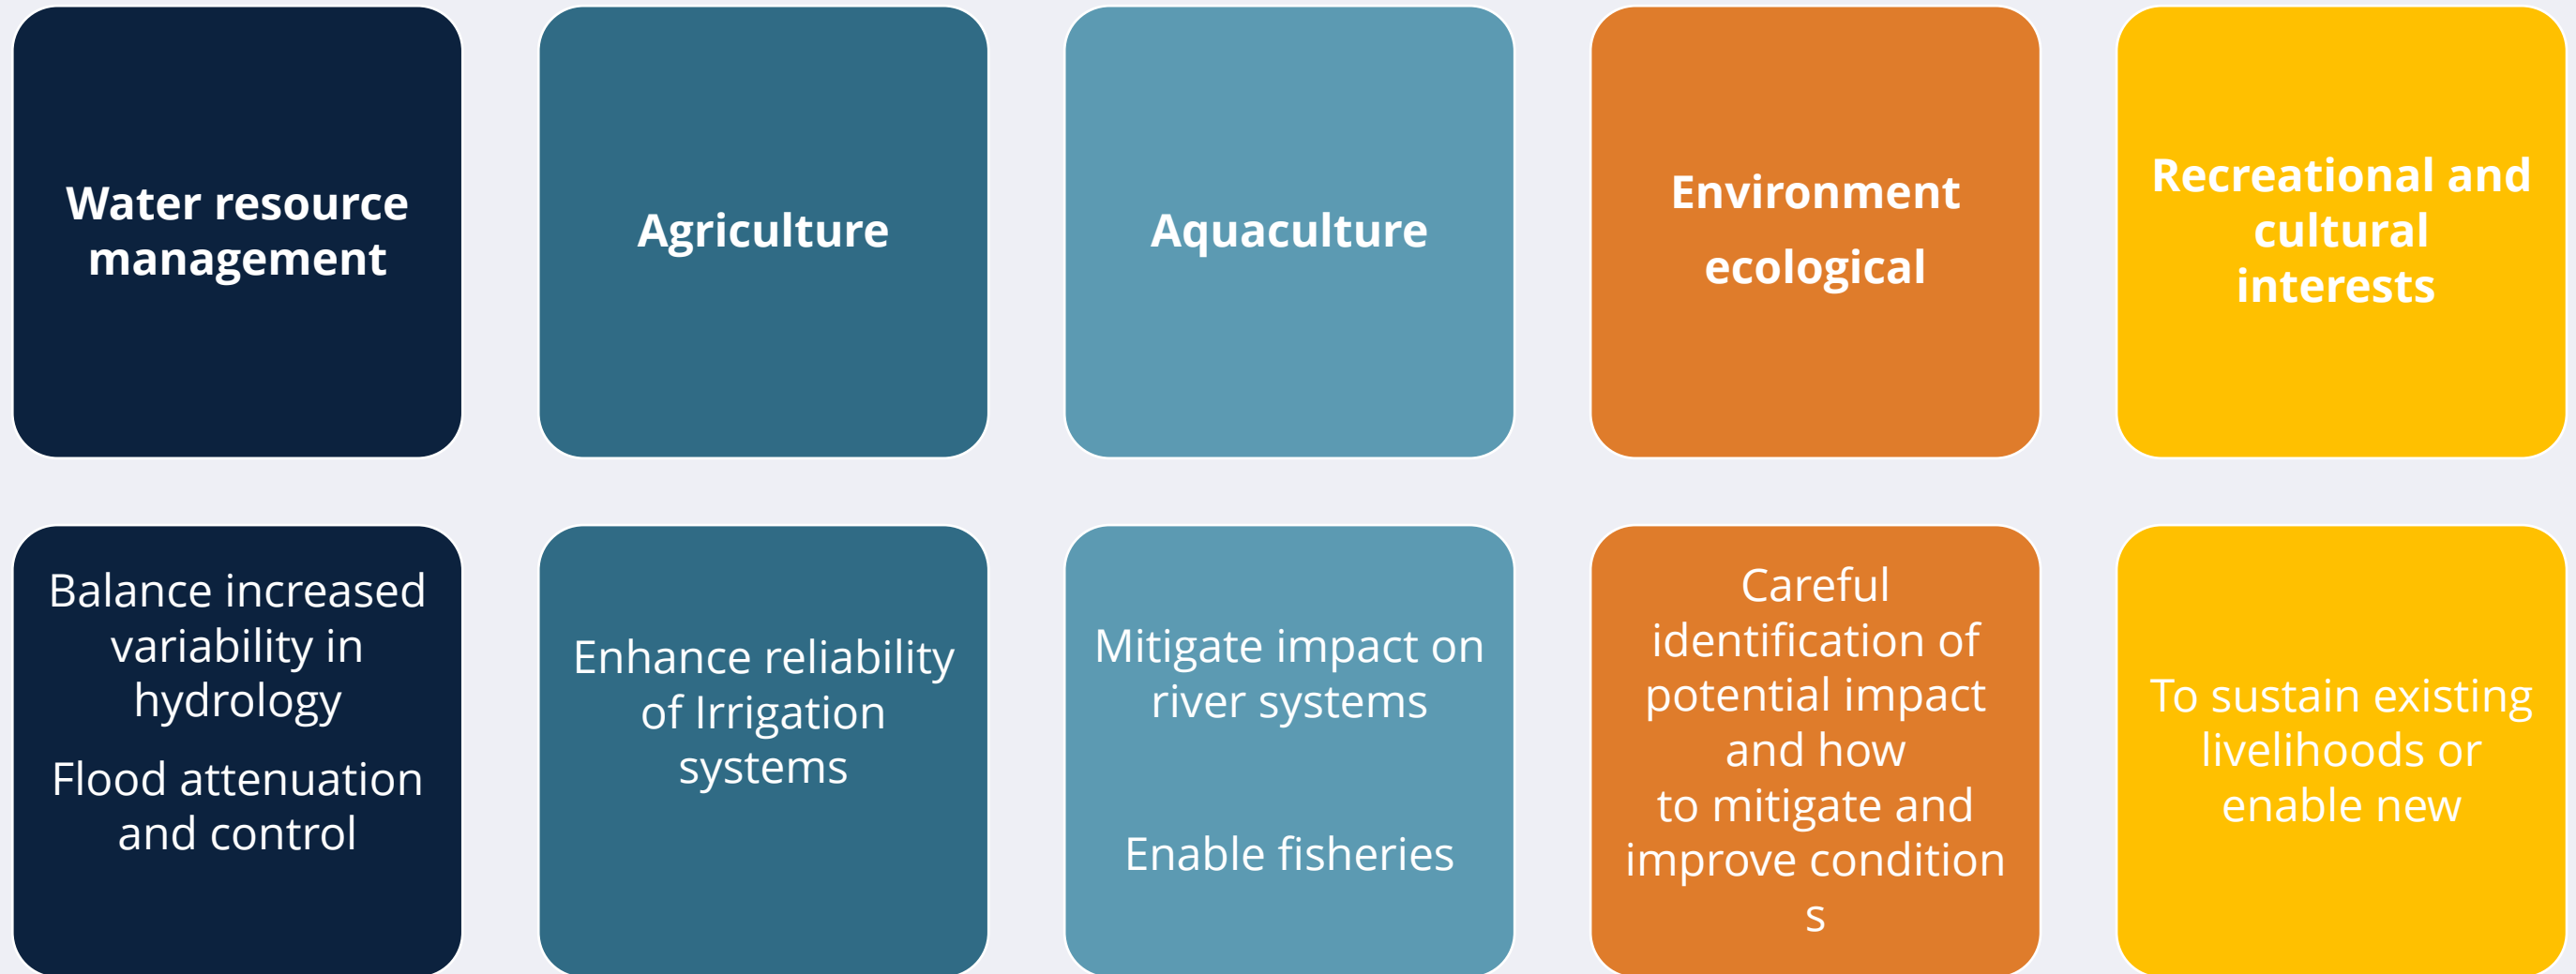 Water resource
management
Agriculture
Aquaculture
Environment
ecological
Recreational and
cultural
interests
Balance increased
variability in
hydrology
Flood attenuation
and control
Enhance reliability
of Irrigation
systems
Mitigate impact on
river systems
Enable fisheries
Careful
identification of
potential impact
and how
to mitigate and
improve condition
s
To sustain existing
livelihoods or
enable new